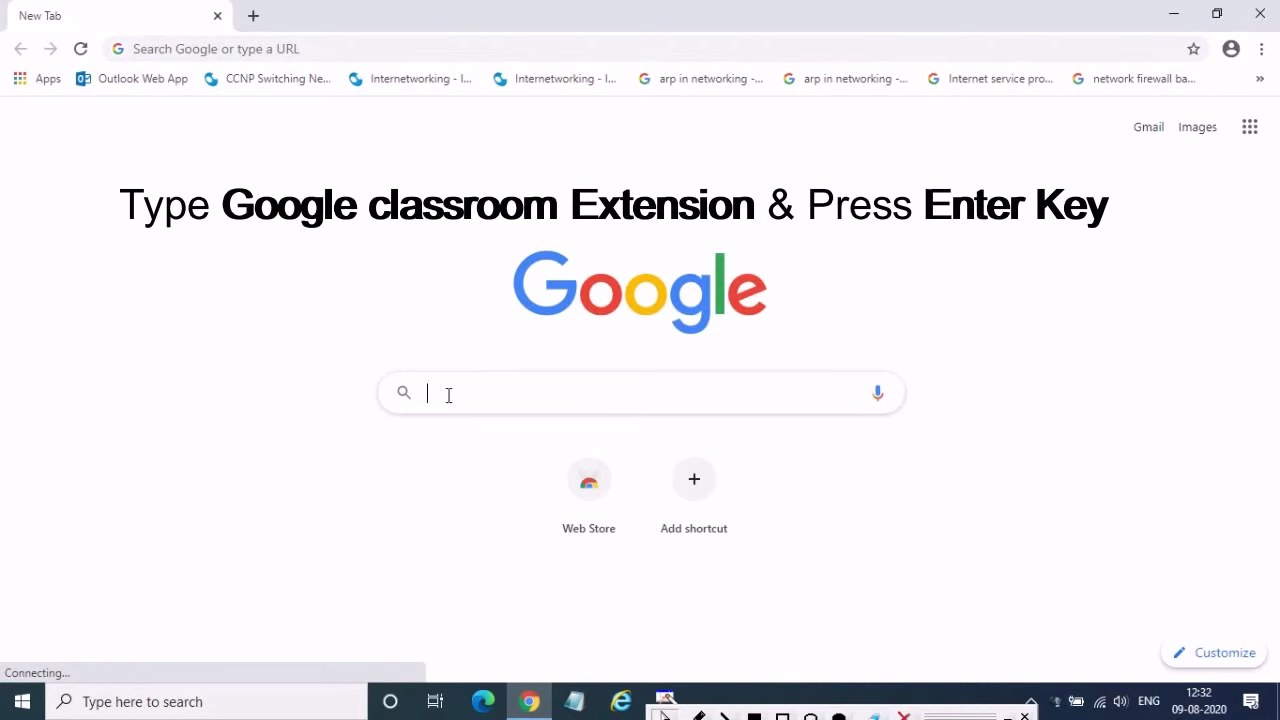 New Tab
Search Google or type a URL
Apps Outlook Web App CCNP Switching Ne... Internetworking - I... Internetworking - I... arp in networking -... arp in networking -... Internet service pro... network firewall ba... »
Gmail Images
Type Google classroom Extension & Press Enter Key
Google
Web Store Add shortcut
Customize
Connecting...
Type here to search
ENG
12:32
09-08-2020